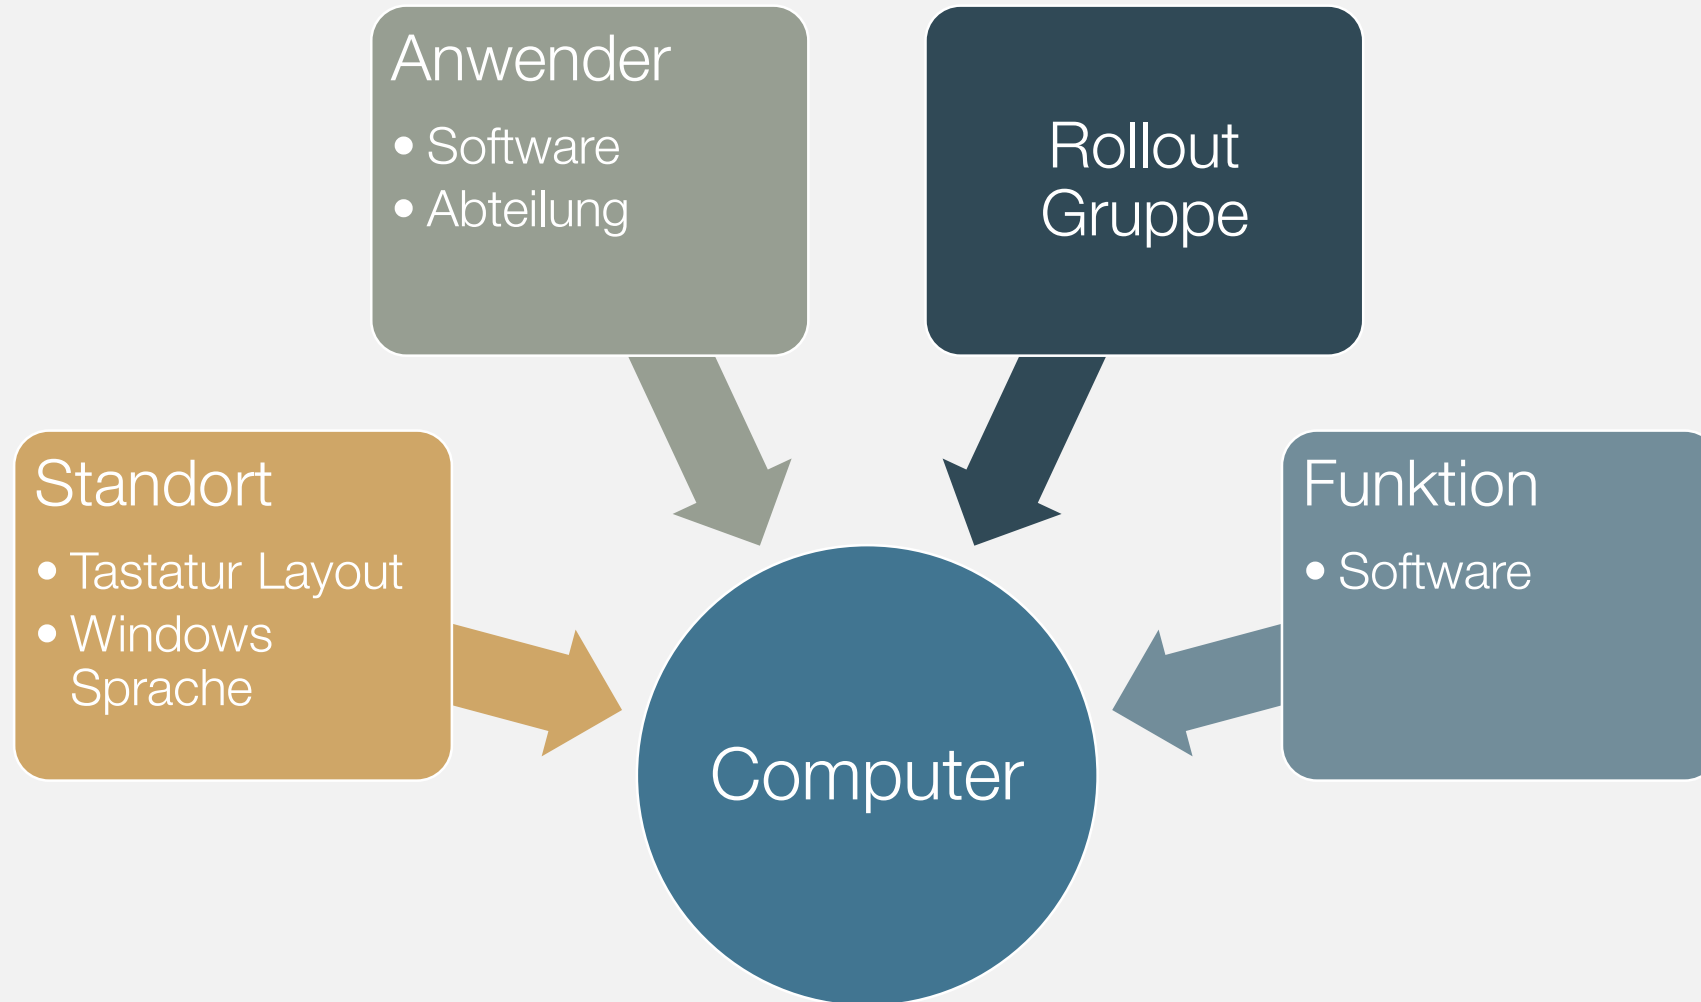 Anwender
• Software
• Abteilung
Rollout
Gruppe
Standort
• Tastatur Layout
• Windows
Sprache
Funktion
• Software
Computer